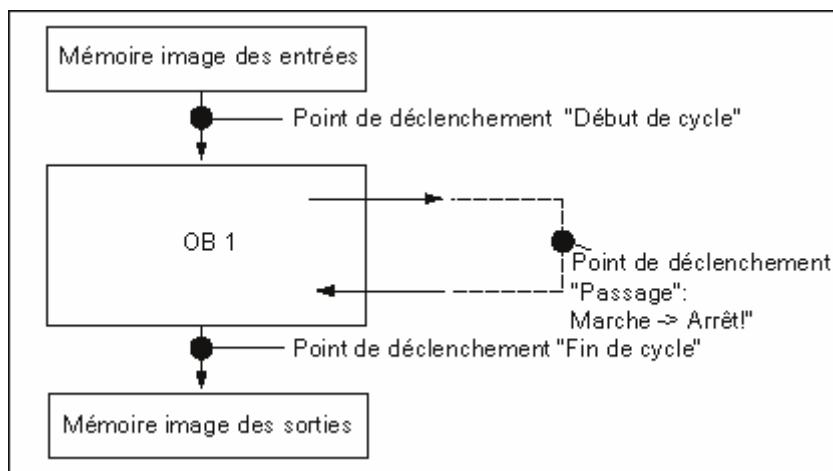 Mémoire image des entrées
Point de déclenchement "Début de cycle"
OB 1
Point de déclenchement
"Passage":
Marche -> Arrêt!"
Point de déclenchement "Fin de cycle"
Mémoire image des sorties